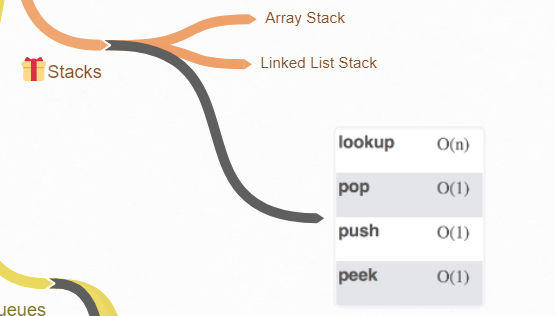 Array Stack
Linked List Stack
Stacks
lookup O(n)
pop O(1)
push O(1)
peek O(1)
ueues